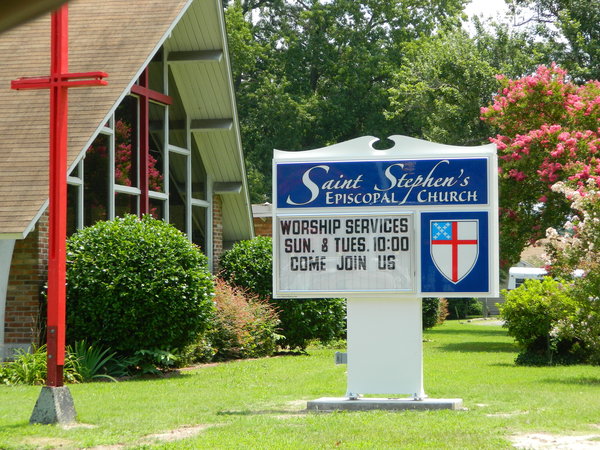 Saint Stephen's
Episcopal Church
WORSHIP SERVICES
SUN. & TUES. 10:00
COME JOIN US